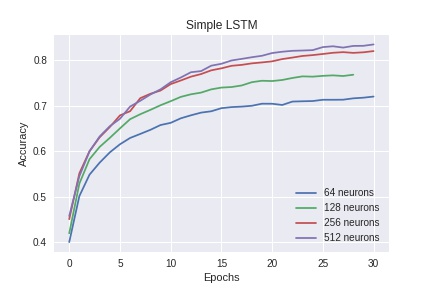 Simple LSTM
Accuracy
0.8
0.7
0.6
0.5
0.4
0 5 10 15 20 25 30
Epochs
64 neurons
128 neurons
256 neurons
512 neurons